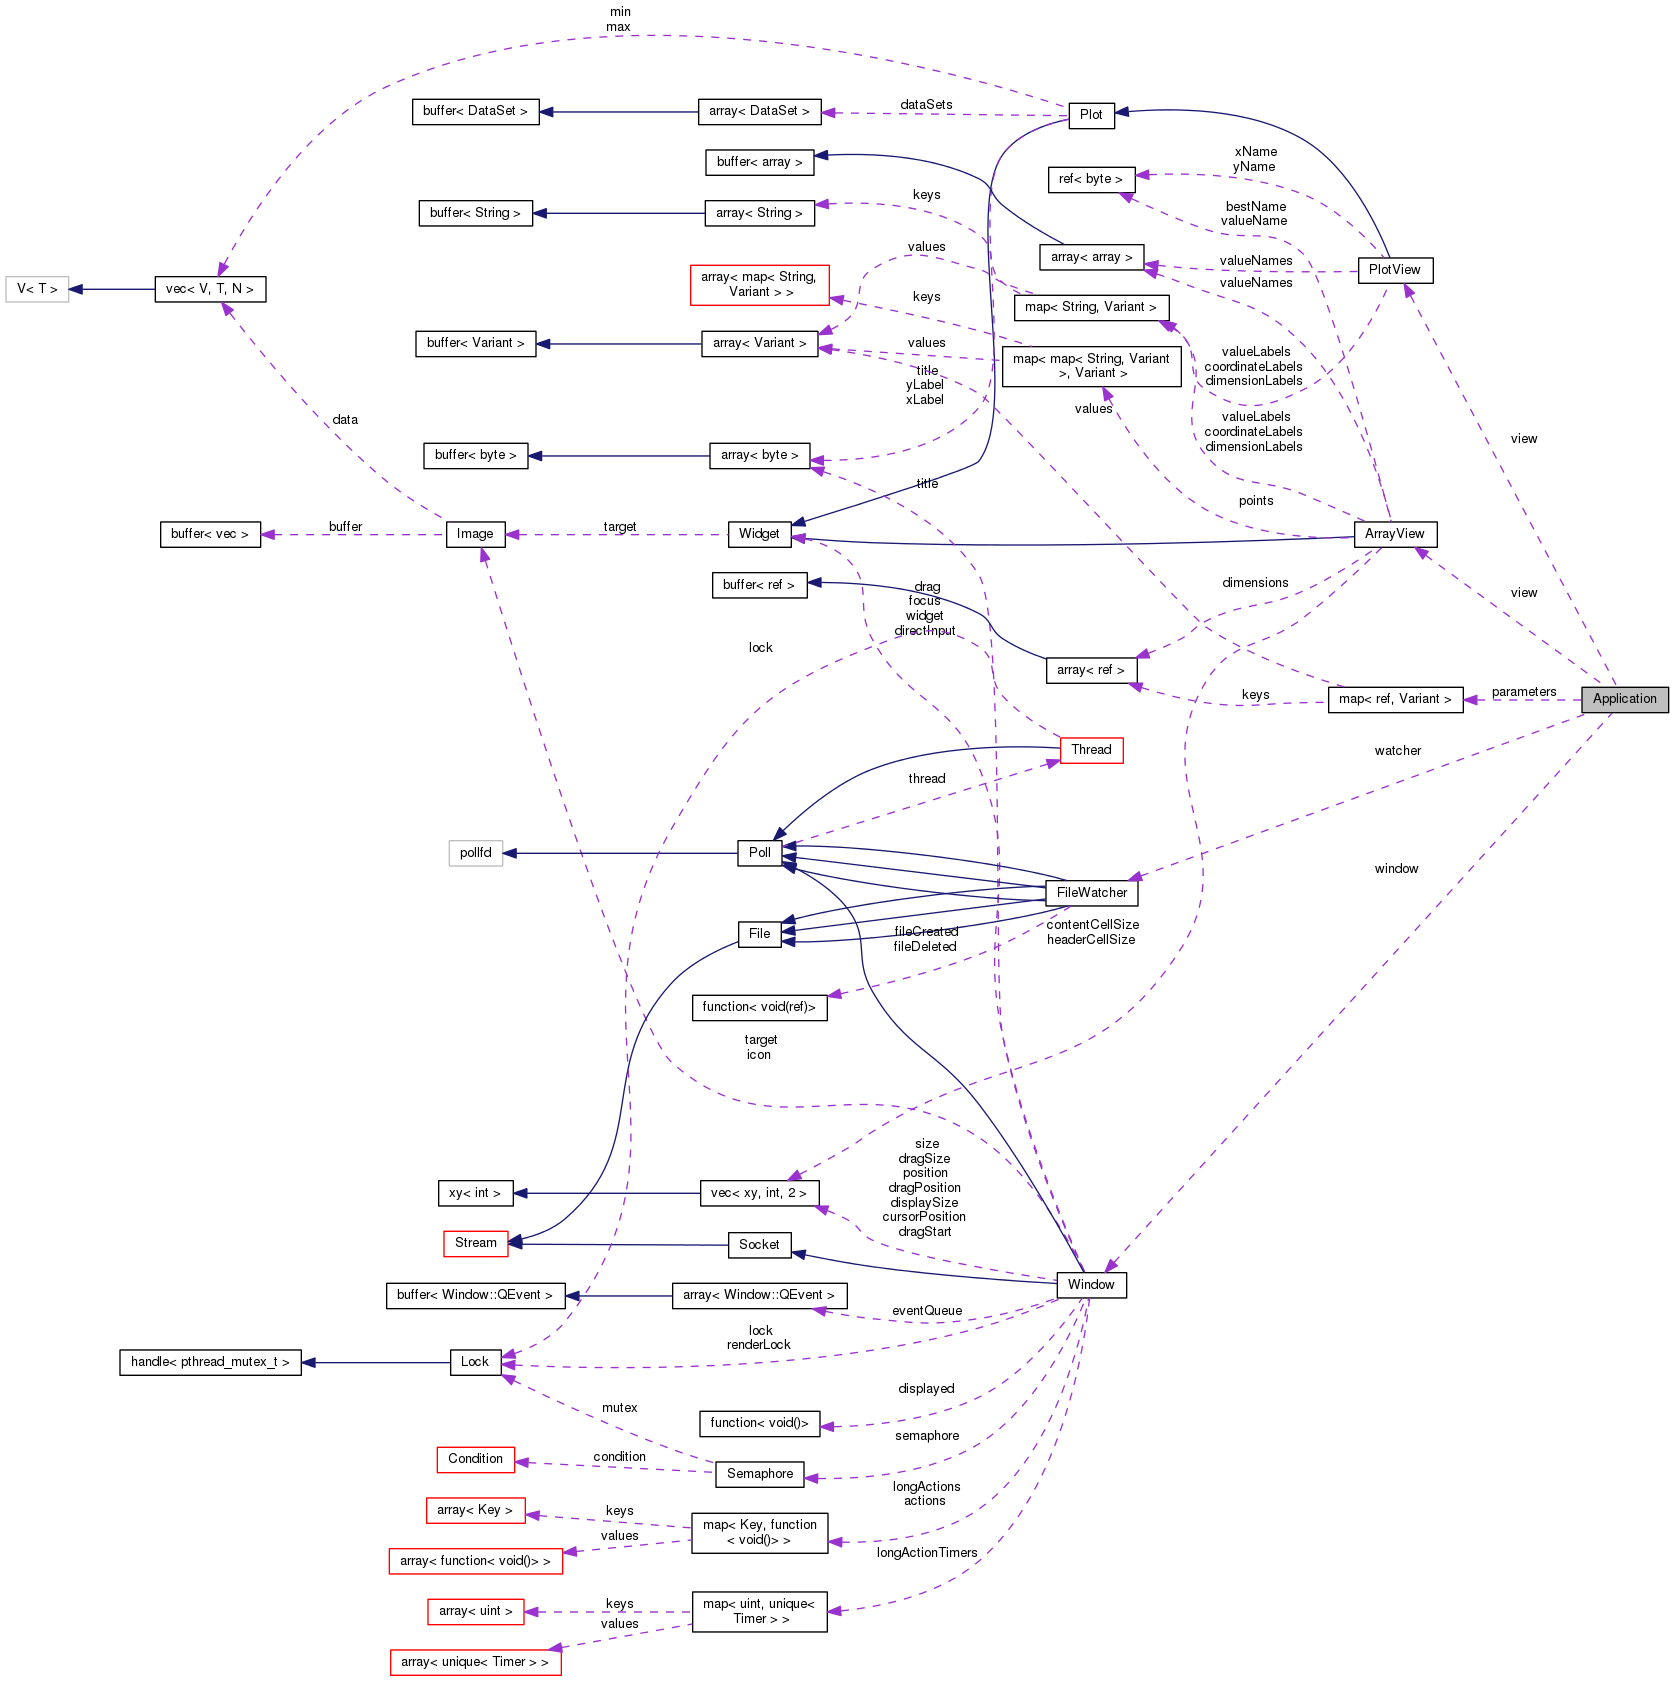 min
max
buffer< DataSet >
array< DataSet >
dataSets
Plot
buffer< array >
xName
yName
ref< byte >
keys
buffer< String >
array< String >
bestName
valueName
values
array< array >
valueNames
PlotView
valueNames
V< T >
vec< V, T, N >
array< map< String,
Variant > >
keys
map< String, Variant >
buffer< Variant >
array< Variant >
values
map< map< String, Variant
>, Variant >
valueLabels
coordinateLabels
dimensionLabels
title
yLabel
xLabel
values
data
valueLabels
coordinateLabels
dimensionLabels
view
buffer< byte >
array< byte >
title
points
buffer< vec >
buffer
Image
target
Widget
ArrayView
buffer< ref >
drag
focus
widget
directInput
dimensions
view
lock
array< ref >
keys
map< ref, Variant >
parameters
Application
Thread
watcher
thread
pollfd
Poll
window
FileWatcher
File
fileCreated
fileDeleted
contentCellSize
headerCellSize
function< void(ref)>
target
icon
size
dragSize
position
dragPosition
displaySize
cursorPosition
dragStart
xy< int >
vec< xy, int, 2 >
Stream
Socket
Window
buffer< Window::QEvent >
array< Window::QEvent >
eventQueue
lock
renderLock
handle< pthread_mutex_t >
Lock
displayed
mutex
function< void()>
semaphore
Condition
condition
Semaphore
longActions
actions
array< Key >
keys
map< Key, function
< void()> >
values
array< function< void()> >
longActionTimers
array< uint >
keys
map< uint, unique<
Timer > >
values
array< unique< Timer > >